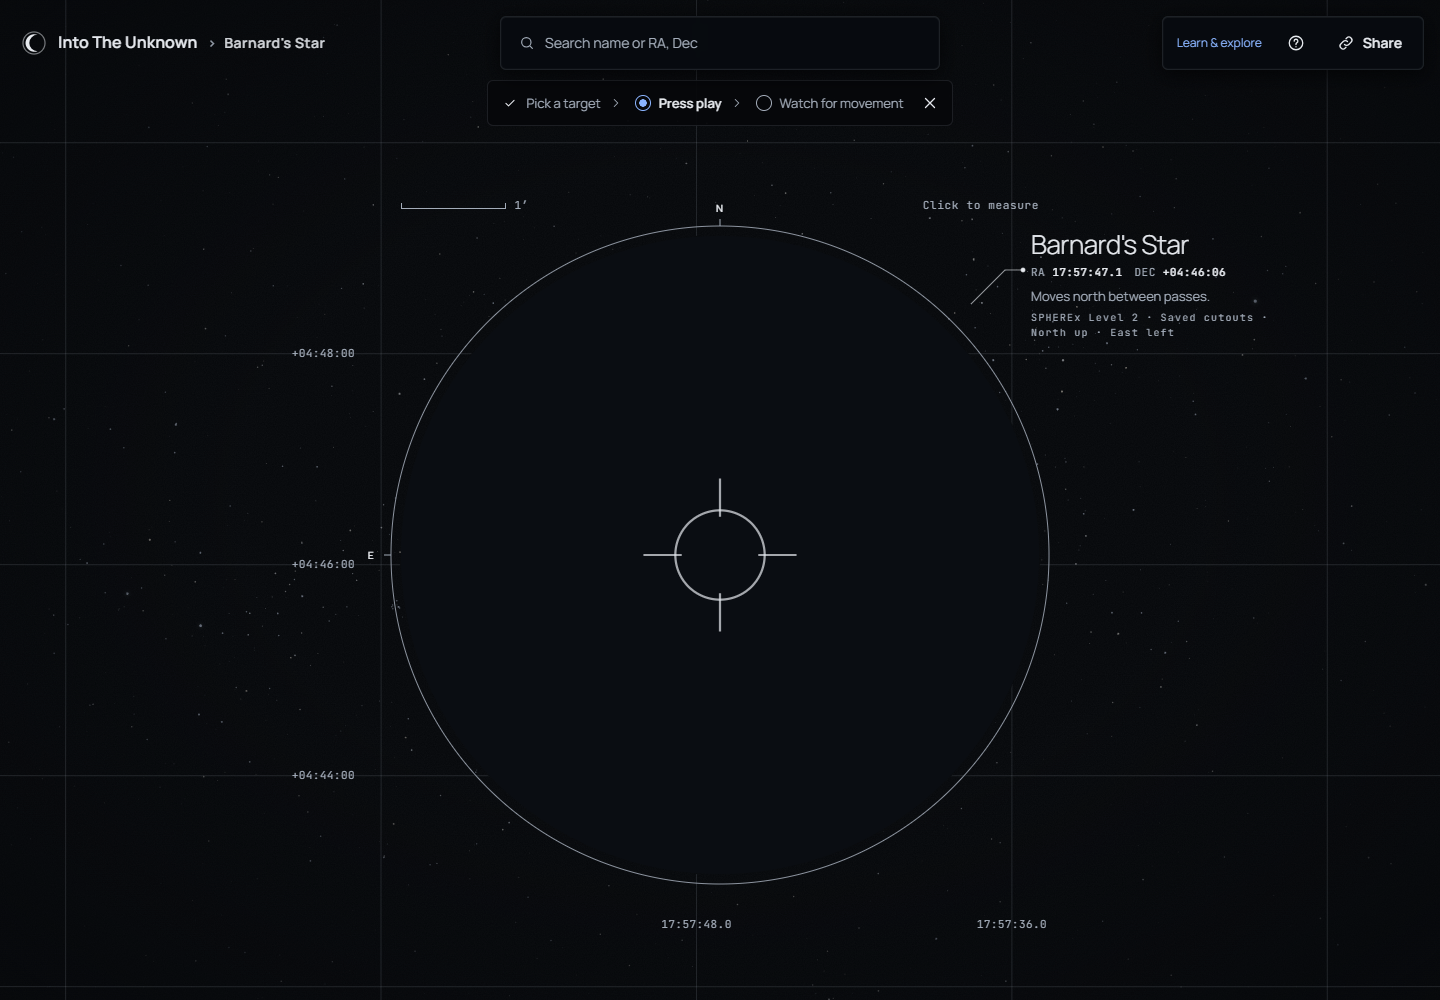 Into The Unknown › Barnard's Star
Search name or RA, Dec
Learn & explore
Share
Pick a target
Press play
Watch for movement
1′
N
Click to measure
Barnard's Star
RA 17:57:47.1 DEC +04:46:06
Moves north between passes.
SPHEREx Level 2 · Saved cutouts ·
North up · East left
+04:48:00
E
+04:46:00
+04:44:00
17:57:48.0
17:57:36.0